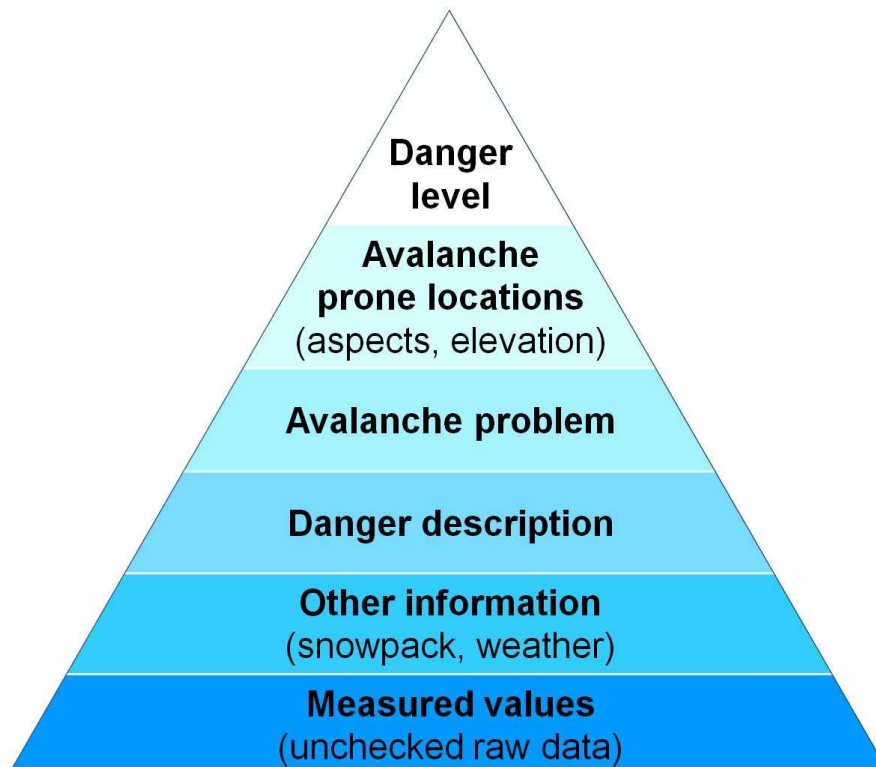 Danger
level
Avalanche
prone locations
(aspects, elevation)
Avalanche problem
Danger description
Other information
(snowpack, weather)
Measured values
(unchecked raw data)